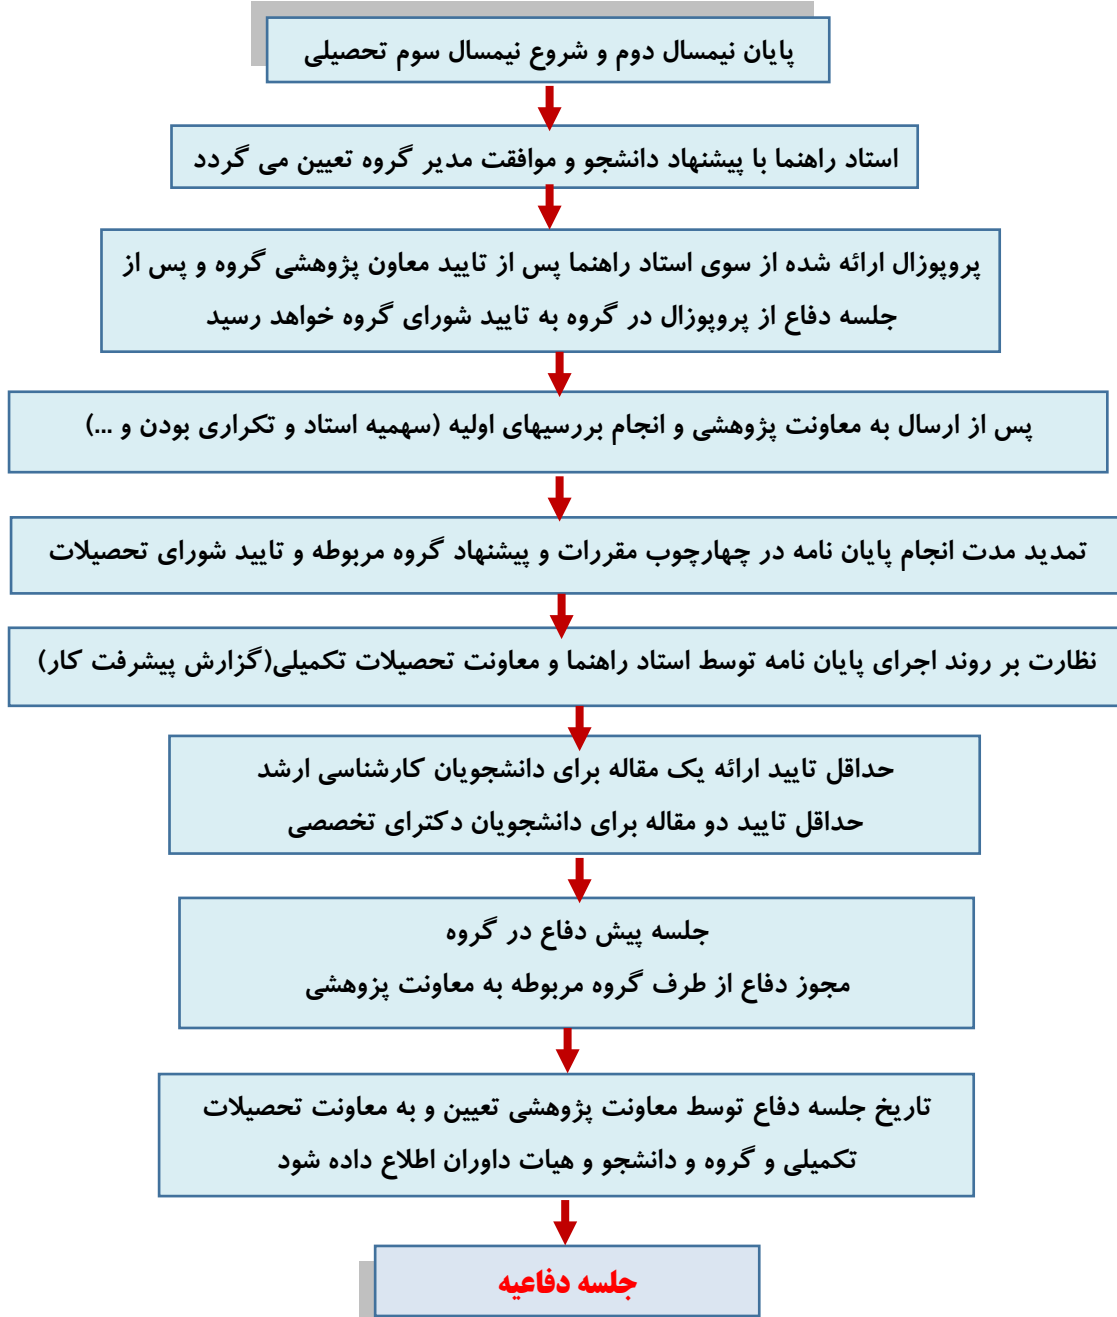 پایان نیمسال دوم و شروع نیمسال سوم تحصیلی
استاد راهنما با پیشنهاد دانشجو و موافقت مدیر گروه تعیین می گردد
پروپوزال ارائه شده از سوی استاد راهنما پس از تایید معاون پژوهشی گروه و پس از
جلسه دفاع از پروپوزال در گروه به تایید شورای گروه خواهد رسید
پس از ارسال به معاونت پژوهشی و انجام بررسیهای اولیه (سهمیه استاد و تکراری بودن و ...)
تمدید مدت انجام پایان نامه در چهارچوب مقررات و پیشنهاد گروه مربوطه و تایید شورای تحصیلات
نظارت بر روند اجرای پایان نامه توسط استاد راهنما و معاونت تحصیلات تکمیلی(گزارش پیشرفت کار)
حداقل تایید ارائه یک مقاله برای دانشجویان کارشناسی ارشد
حداقل تایید دو مقاله برای دانشجویان دکترای تخصصی
جلسه پیش دفاع در گروه
مجوز دفاع از طرف گروه مربوطه به معاونت پزوهشی
تاریخ جلسه دفاع توسط معاونت پژوهشی تعیین و به معاونت تحصیلات
تکمیلی و گروه و دانشجو و هیات داوران اطلاع داده شود
جلسه دفاعیه